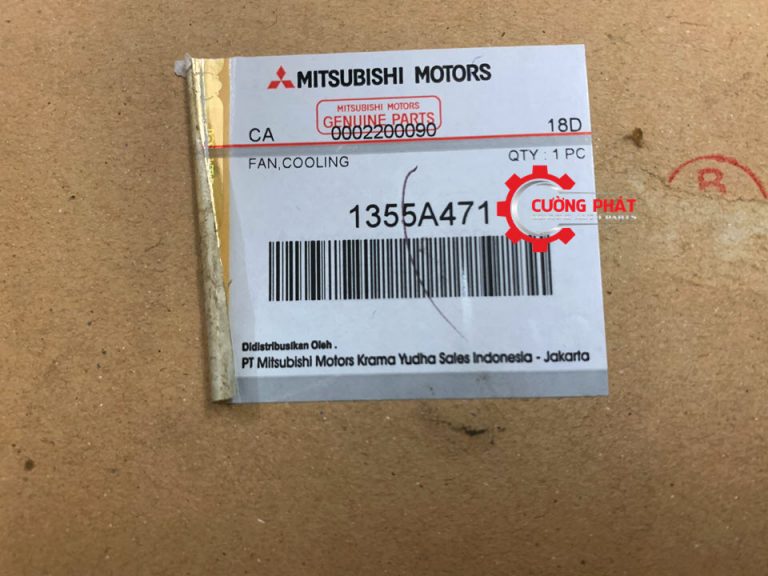 MITSUBISHI MOTORS
MITSUBISHI MOTORS
GENUINE PARTS
CA 0002200090 18D
FAN,COOLING QTY : 1 PC
1355A471
CƯỜNG PHÁT
Didistribusikan Oleh .
PT Mitsubishi Motors Krama Yudha Sales Indonesia - Jakarta